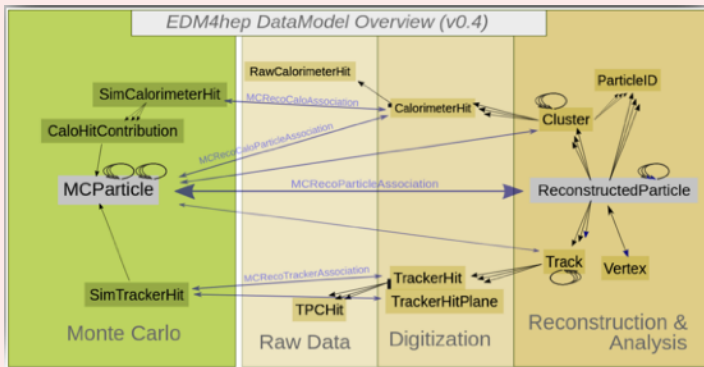 EDM4hep DataModel Overview (v0.4)
RawCalorimeterHit
ParticleID
SimCalorimeterHit
MCRecoCaloAssociation
CalorimeterHit
Cluster
CaloHitContribution
MCRecoCaloParticleAssociation
MCParticle
MCRecoParticleAssociation
ReconstructedParticle
MCRecoTrackerAssociation
TrackerHit
Track
Vertex
SimTrackerHit
TPCHit
TrackerHitPlane
Monte Carlo
Raw Data
Digitization
Reconstruction &
Analysis